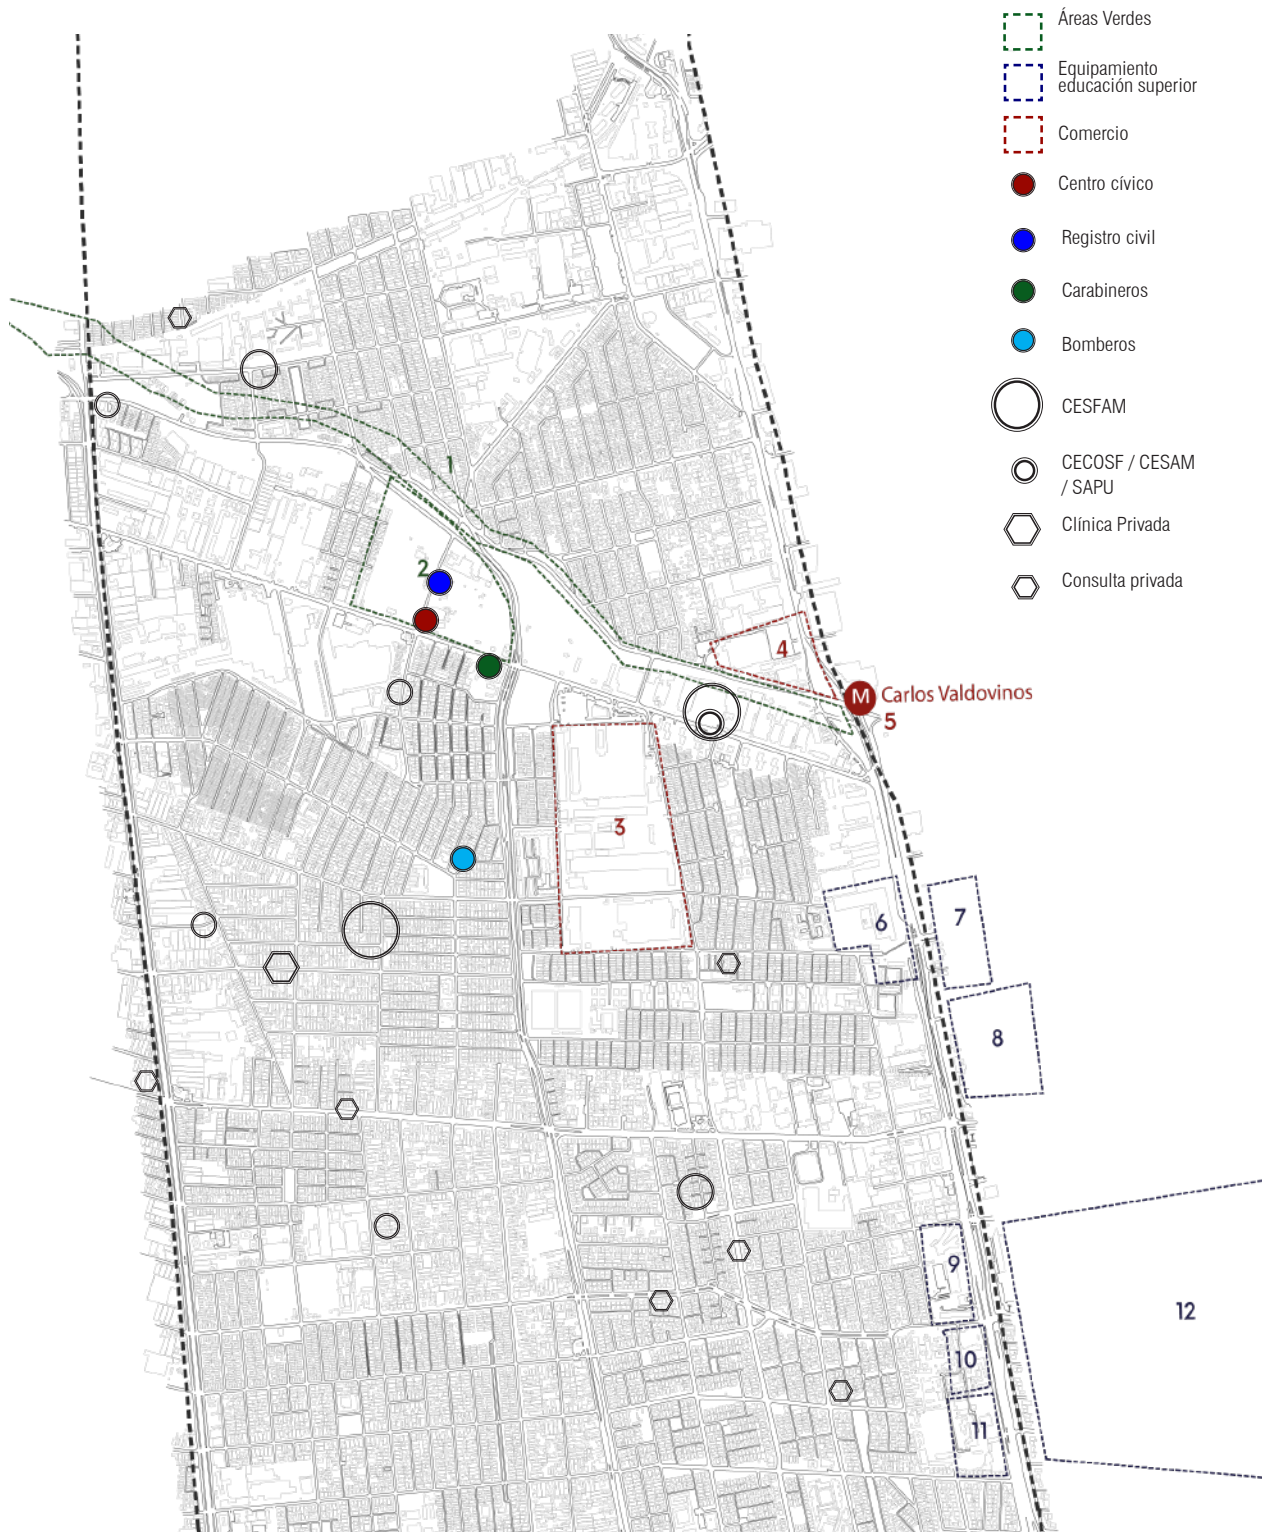 Áreas Verdes
Equipamiento
educación superior
Comercio
Centro cívico
Registro civil
Carabineros
Bomberos
CESFAM
CECOSF / CESAM
/ SAPU
Clínica Privada
Consulta privada
1
2
3
4
M Carlos Valdovinos
5
6
7
8
9
10
11
12